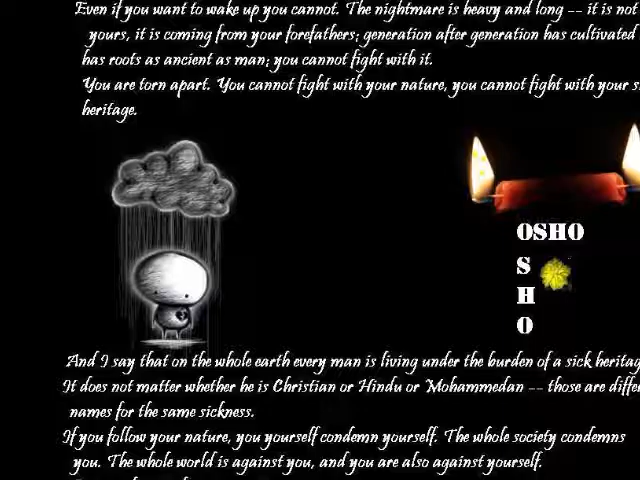 Even if you want to wake up you cannot. The nightmare is heavy and long -- it is not
yours, it is coming from your forefathers; generation after generation has cultivated
has roots as ancient as man; you cannot fight with it.
You are torn apart. You cannot fight with your nature, you cannot fight with your
heritage.
OSHO
S
H
O
And I say that on the whole earth every man is living under the burden of a sick
It does not matter whether he is Christian or Hindu or Mohammedan -- those are
names for the same sickness.
If you follow your nature, you yourself condemn yourself. The whole society condemns
you. The whole world is against you, and you are also against yourself.